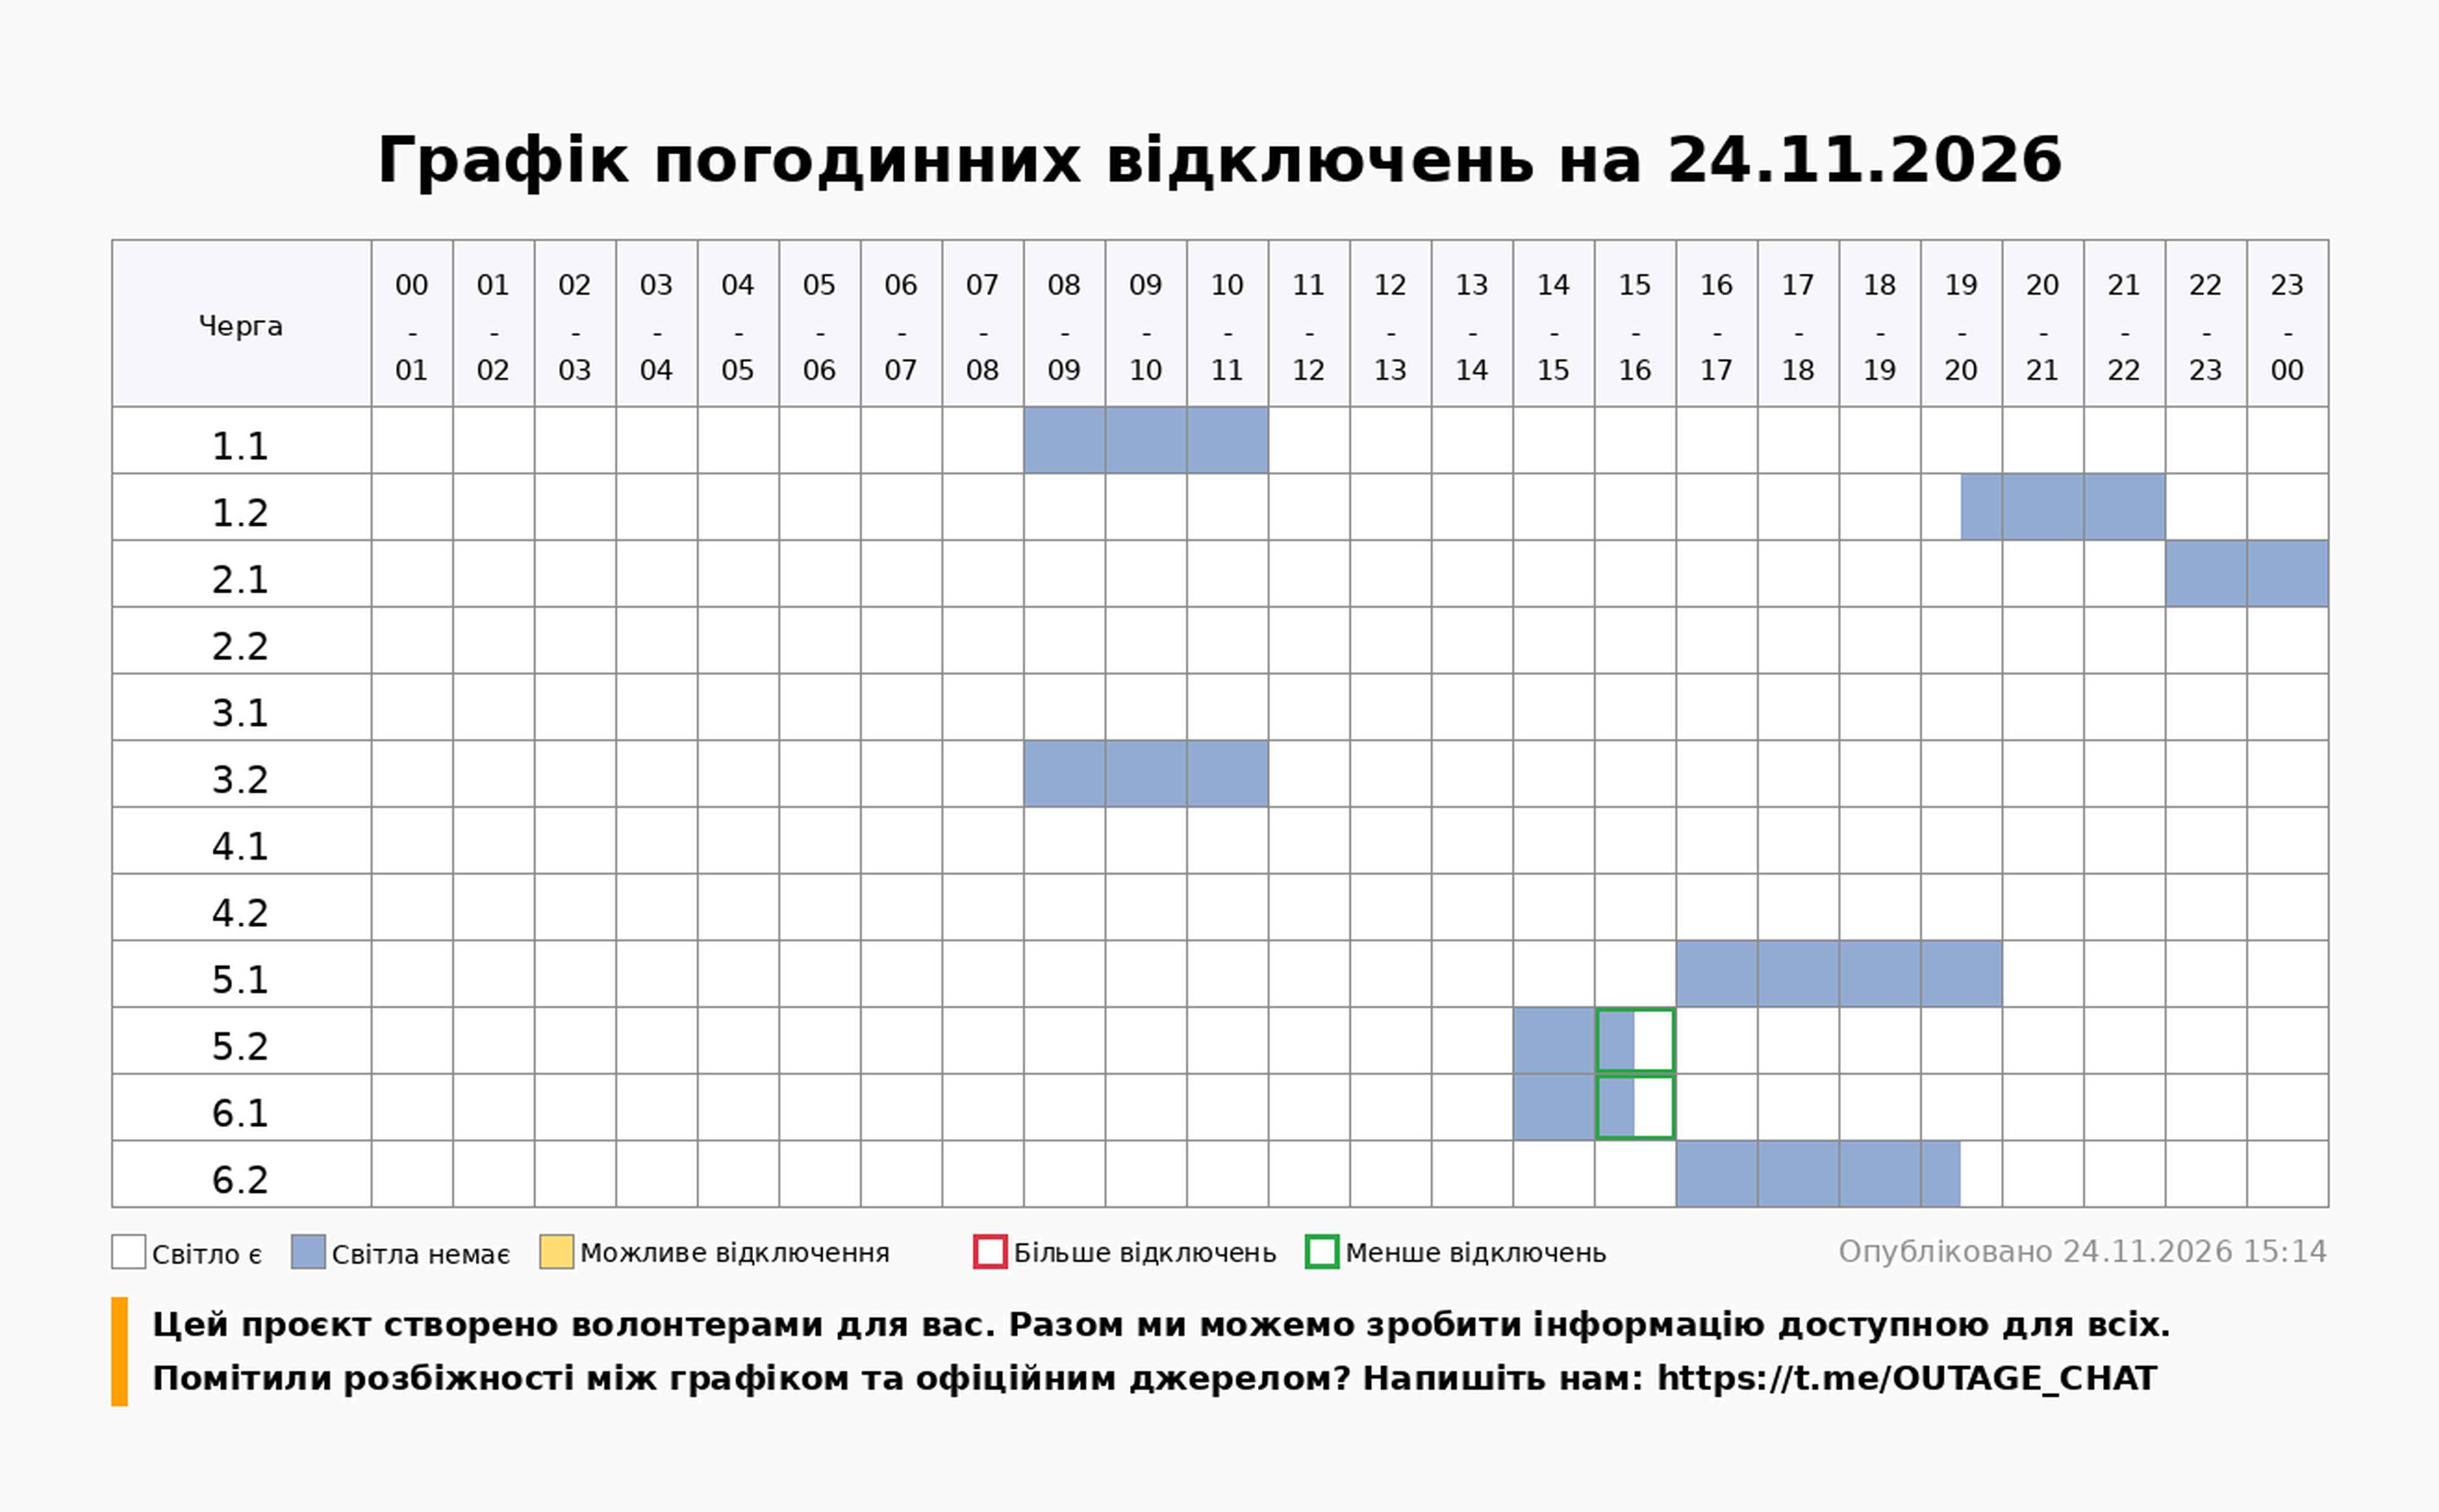 Графік погодинних відключень на 24.11.2026
Черга
00 - 01
01 - 02
02 - 03
03 - 04
04 - 05
05 - 06
06 - 07
07 - 08
08 - 09
09 - 10
10 - 11
11 - 12
12 - 13
13 - 14
14 - 15
15 - 16
16 - 17
17 - 18
18 - 19
19 - 20
20 - 21
21 - 22
22 - 23
23 - 00
1.1
1.2
2.1
2.2
3.1
3.2
4.1
4.2
5.1
5.2
6.1
6.2
Світло є
Світла немає
Можливе відключення
Більше відключень
Менше відключень
Опубліковано 24.11.2026 15:14
Цей проєкт створено волонтерами для вас. Разом ми можемо зробити інформацію доступною для всіх.
Помітили розбіжності між графіком та офіційним джерелом? Напишіть нам: https://t.me/OUTAGE_CHAT